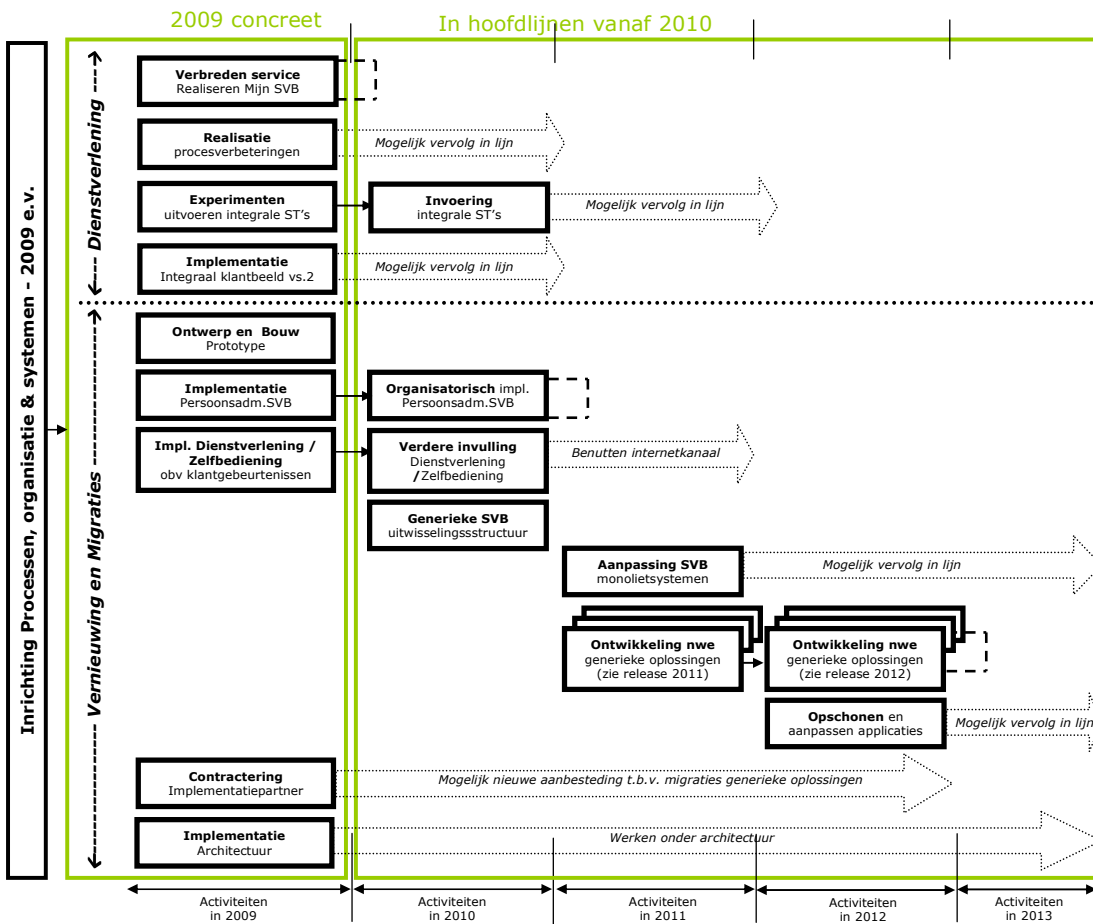 2009 concreet
In hoofdlijnen vanaf 2010
Inrichting Processen, organisatie & systemen - 2009 e.v.
Dienstverlening
Verbreden service
Realiseren Mijn SVB
Realisatie
procesverbeteringen
Mogelijk vervolg in lijn
Experimenten
uitvoeren integrale ST's
Invoering
integrale ST's
Mogelijk vervolg in lijn
Implementatie
Integraal klantbeeld vs.2
Mogelijk vervolg in lijn
Vernieuwing en Migraties
Ontwerp en Bouw
Prototype
Implementatie
Persoonsadm.SVB
Organisatorisch impl.
Persoonsadm.SVB
Impl. Dienstverlening /
Zelfbediening
obv klantgebeurtenissen
Verdere invulling
Dienstverlening
/Zelfbediening
Benutten internetkanaal
Generieke SVB
uitwisselingssstructuur
Aanpassing SVB
monolietsystemen
Mogelijk vervolg in lijn
Ontwikkeling nwe
generieke oplossingen
(zie release 2011)
Ontwikkeling nwe
generieke oplossingen
(zie release 2012)
Opschonen en
aanpassen applicaties
Mogelijk vervolg in lijn
Contractering
Implementatiepartner
Mogelijk nieuwe aanbesteding t.b.v. migraties generieke oplossingen
Implementatie
Architectuur
Werken onder architectuur
Activiteiten
in 2009
Activiteiten
in 2010
Activiteiten
in 2011
Activiteiten
in 2012
Activiteiten
in 2013